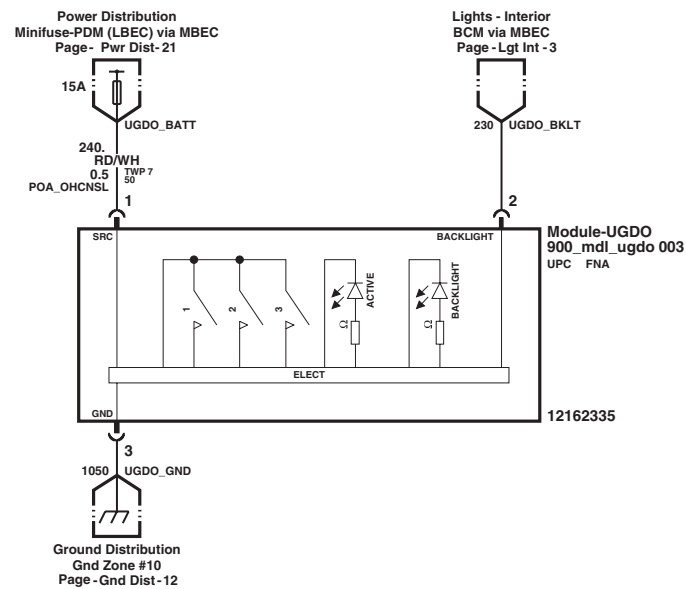 Power Distribution
Minifuse-PDM (LBEC) via MBEC
Page- Pwr Dist-21
15A
UGDO_BATT
240.
RD/WH
0.5 TWP 7
50
POA_OHCNSL
1
Lights - Interior
BCM via MBEC
Page -Lgt Int -3
230 UGDO_BKLT
2
SRC
BACKLIGHT
Module-UGDO
900_mdl_ugdo 003
UPC FNA
1
2
3
Ω
ACTIVE
Ω
BACKLIGHT
ELECT
GND
12162335
3
1050 UGDO_GND
Ground Distribution
Gnd Zone #10
Page -Gnd Dist -12